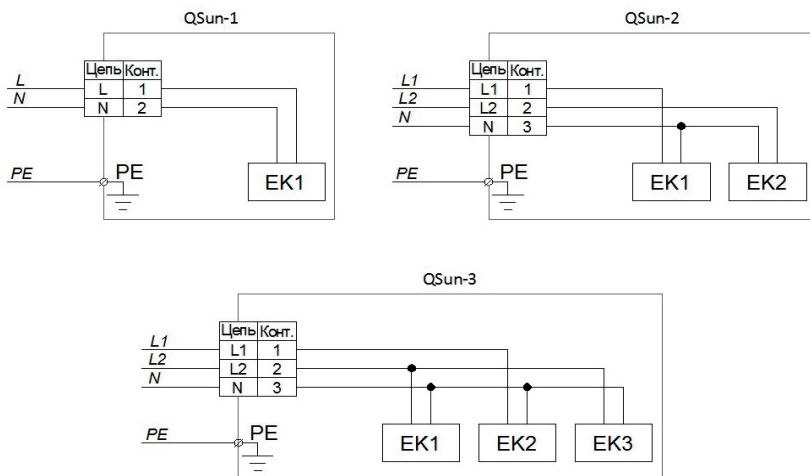 QSun-1
Цепь Конт.
L L 1
N N 2
PE PE
EK1
QSun-2
Цепь Конт.
L1 L1 1
L2 L2 2
N N 3
PE PE
EK1 EK2
QSun-3
Цепь Конт.
L1 L1 1
L2 L2 2
N N 3
PE PE
EK1 EK2 EK3